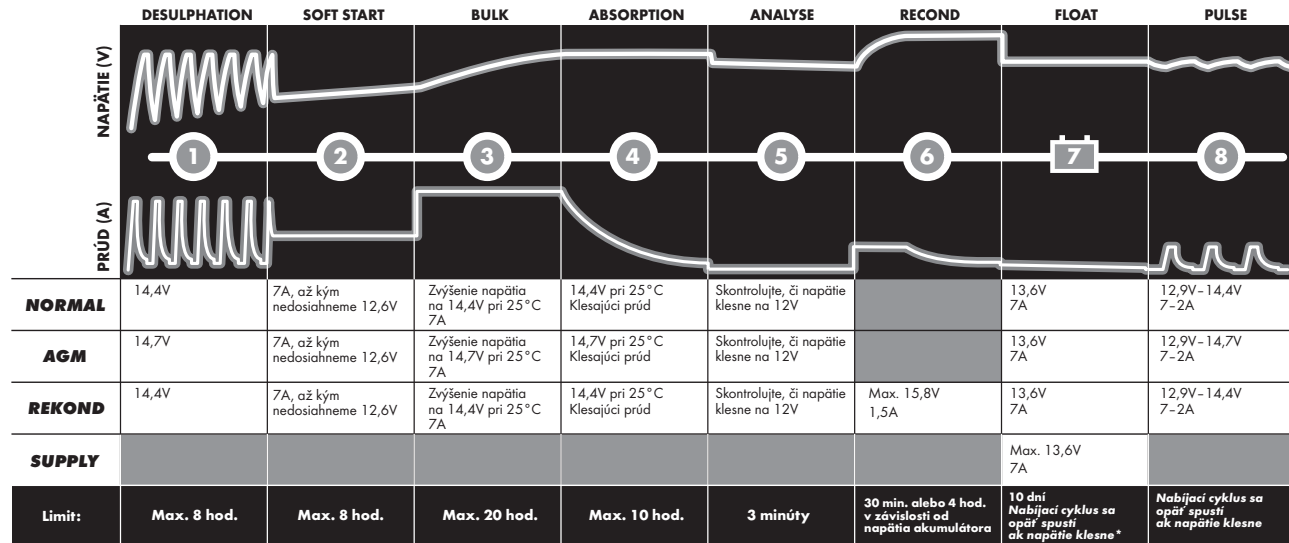 DESULPHATION SOFT START BULK ABSORPTION ANALYSE RECOND FLOAT PULSE
NAPÄTIE (V)
1 2 3 4 5 6 7 8
PRÚD (A)
NORMAL
14,4V
7A, až kým
nedosiahneme 12,6V
Zvýšenie napätia
na 14,4V pri 25°C
7A
14,4V pri 25°C
Klesajúci prúd
Skontrolujte, či napätie
klesne na 12V
13,6V
7A
12,9V–14,4V
7–2A
AGM
14,7V
7A, až kým
nedosiahneme 12,6V
Zvýšenie napätia
na 14,7V pri 25°C
7A
14,7V pri 25°C
Klesajúci prúd
Skontrolujte, či napätie
klesne na 12V
13,6V
7A
12,9V–14,7V
7–2A
REKOND
14,4V
7A, až kým
nedosiahneme 12,6V
Zvýšenie napätia
na 14,4V pri 25°C
7A
14,4V pri 25°C
Klesajúci prúd
Skontrolujte, či napätie
klesne na 12V
Max. 15,8V
1,5A
13,6V
7A
12,9V–14,4V
7–2A
SUPPLY
Max. 13,6V
7A
Limit:
Max. 8 hod.
Max. 8 hod.
Max. 20 hod.
Max. 10 hod.
3 minúty
30 min. alebo 4 hod.
v závislosti od
napätia akumulátora
10 dní
Nabíjací cyklus sa
opäť spustí
ak napätie klesne*
Nabíjací cyklus sa
opäť spustí
ak napätie klesne